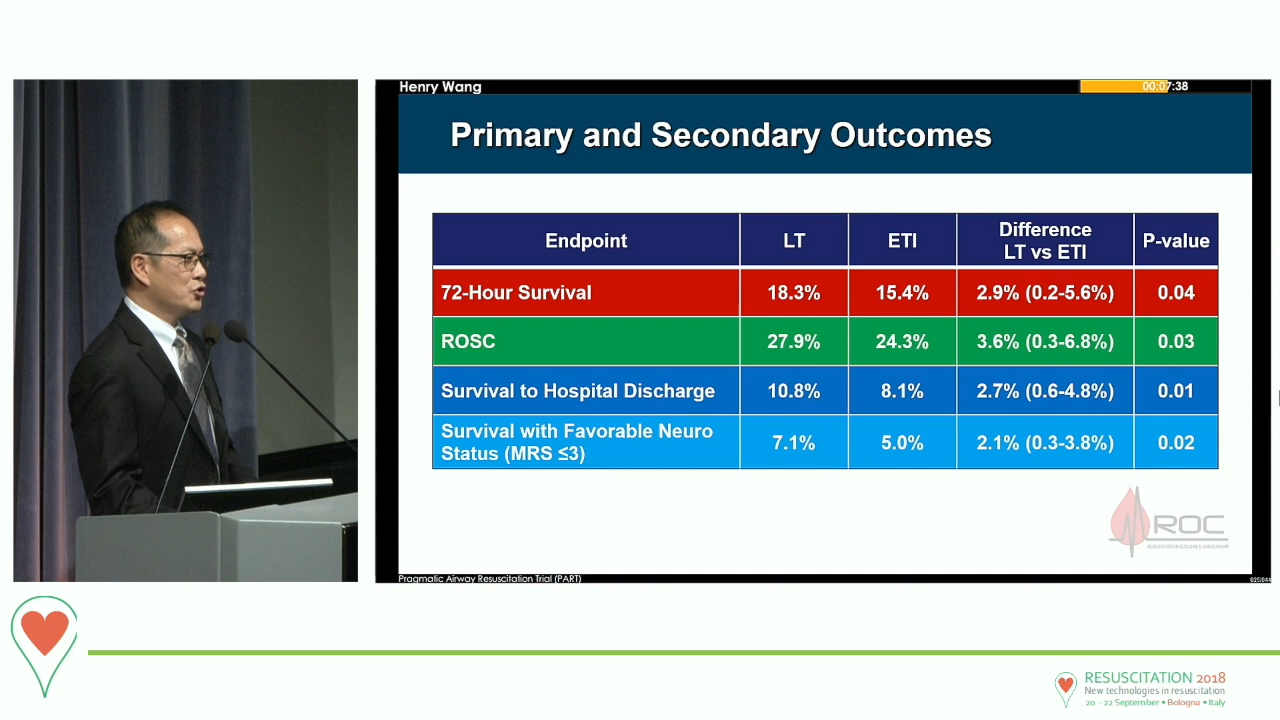 Henry Wang
00:07:38
Primary and Secondary Outcomes
Endpoint LT ETI Difference LT vs ETI P-value
72-Hour Survival 18.3% 15.4% 2.9% (0.2-5.6%) 0.04
ROSC 27.9% 24.3% 3.6% (0.3-6.8%) 0.03
Survival to Hospital Discharge 10.8% 8.1% 2.7% (0.6-4.8%) 0.01
Survival with Favorable Neuro
Status (MRS ≤3) 7.1% 5.0% 2.1% (0.3-3.8%) 0.02
ROC
RESUSCITATION OUTCOMES CONSORTIUM
Pragmatic Airway Resuscitation Trial (PART)
RESUSCITATION 2018
New technologies in resuscitation
20 - 22 September • Bologna • Italy